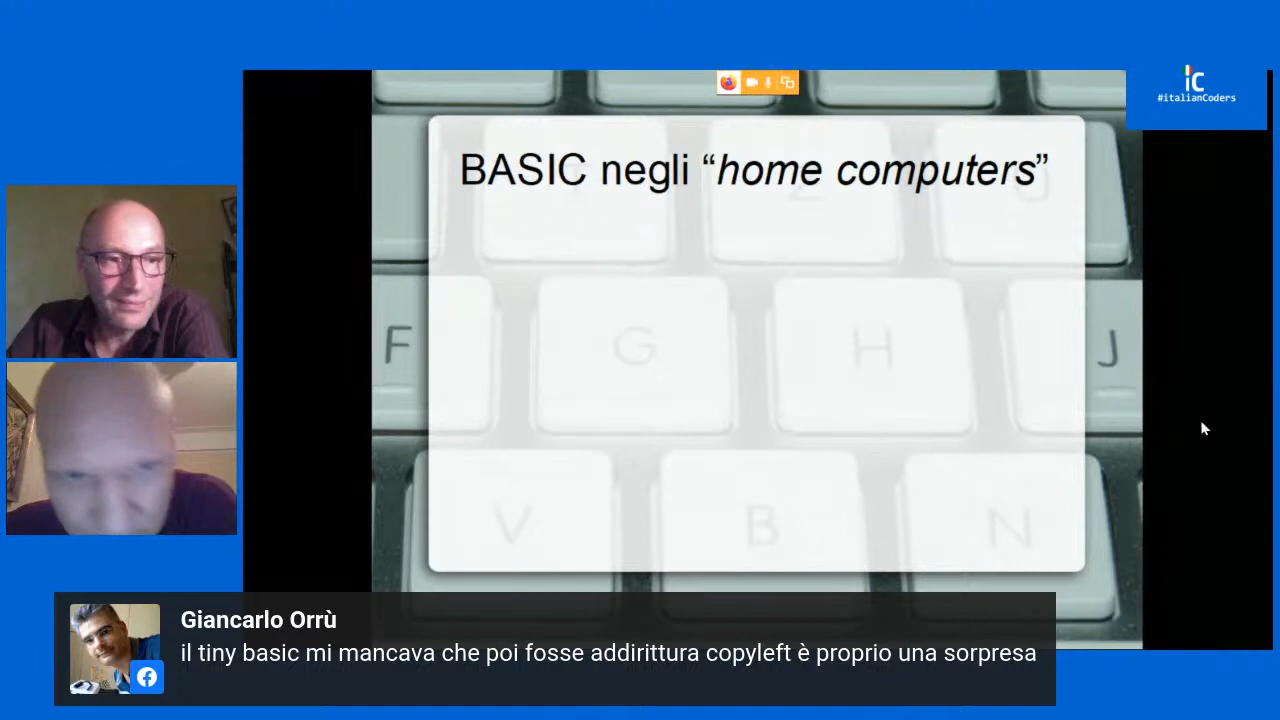 iC
#italianCoders
BASIC negli “home computers”
Z
U
F
G
H
J
V
B
N
Giancarlo Orrù
il tiny basic mi mancava che poi fosse addirittura copyleft è proprio una sorpresa